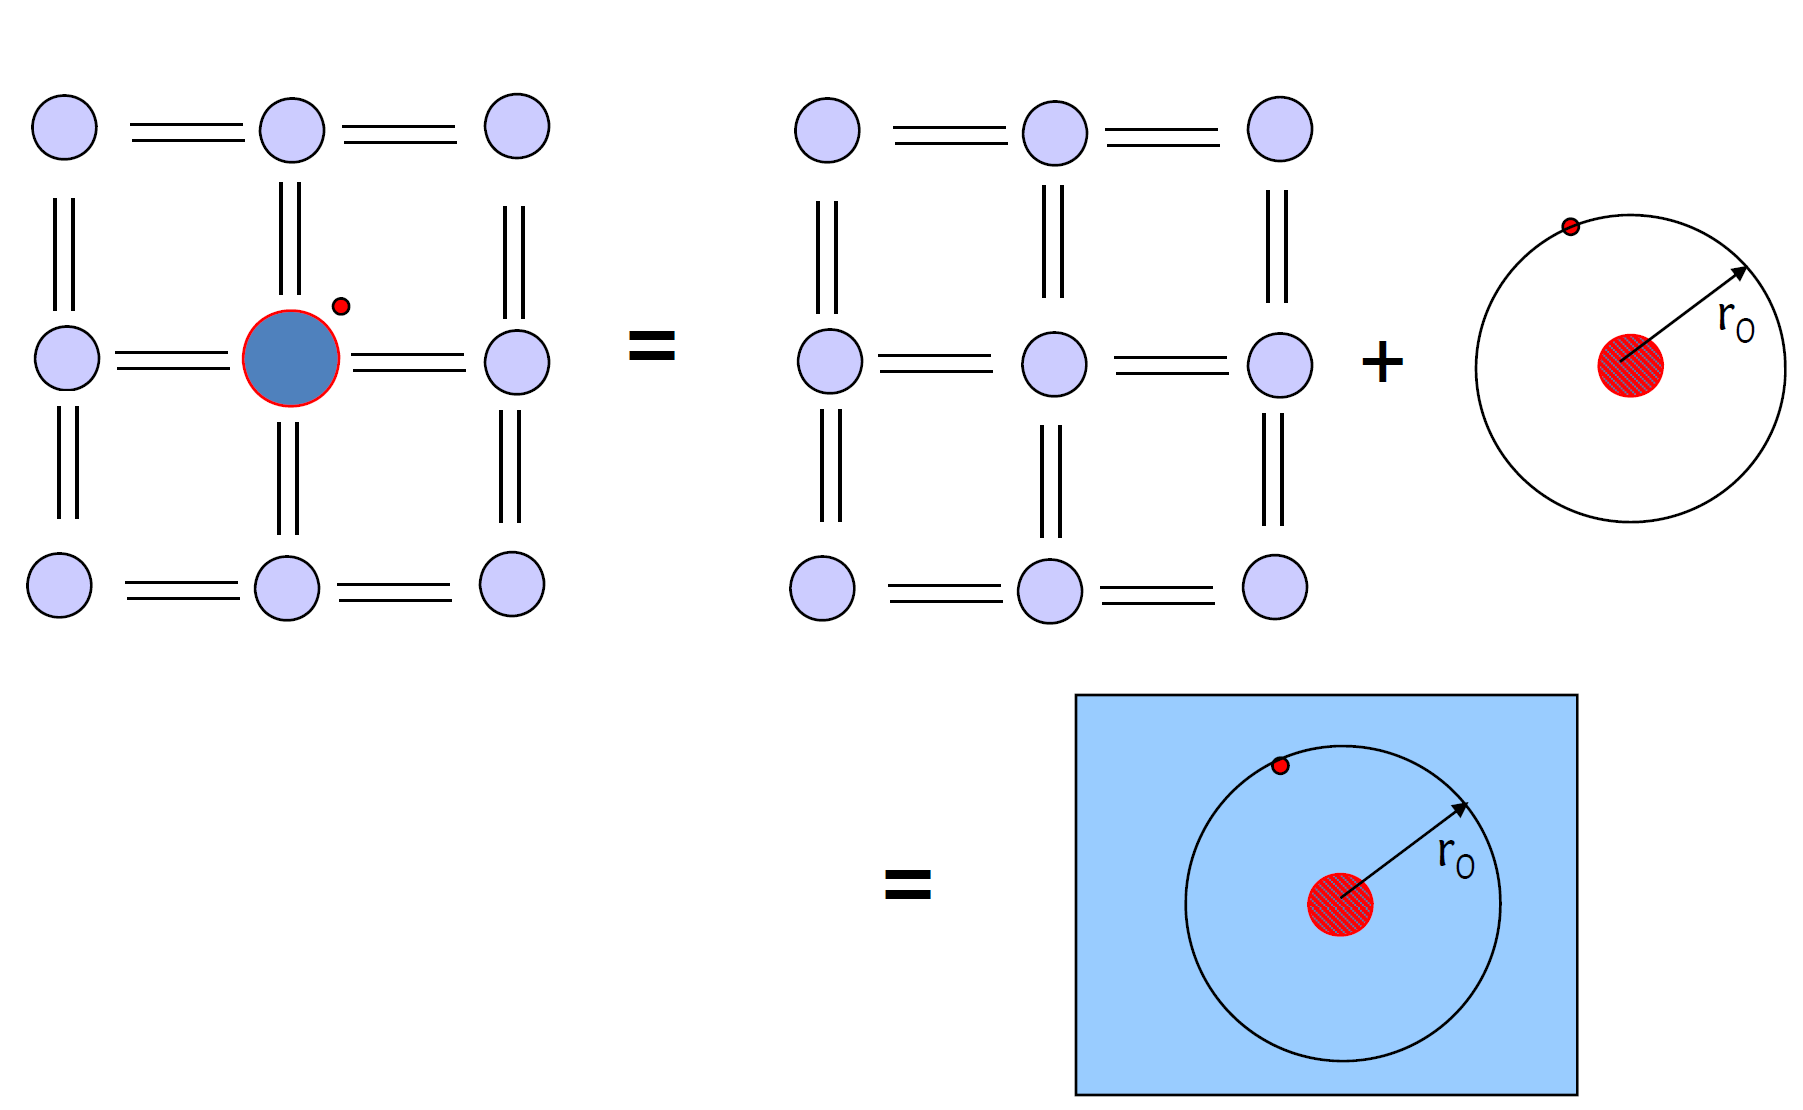 =
+
r₀
=
r₀